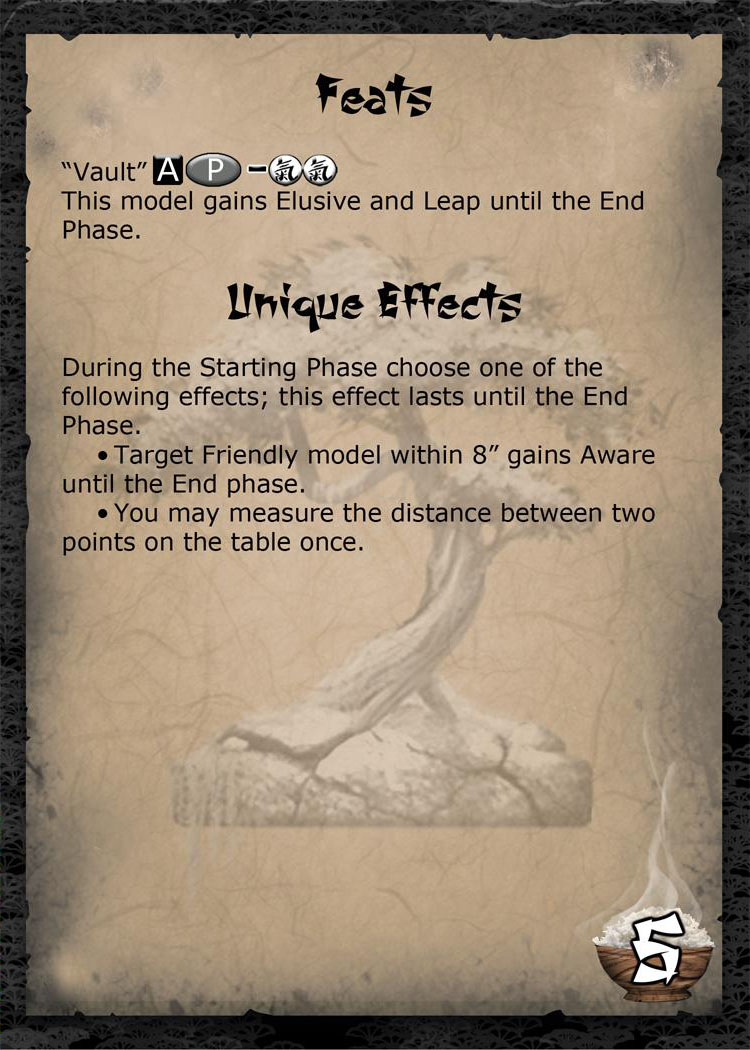 Feats
“Vault” A P -氣氣
This model gains Elusive and Leap until the End
Phase.
Unique Effects
During the Starting Phase choose one of the
following effects; this effect lasts until the End
Phase.
• Target Friendly model within 8” gains Aware
until the End phase.
• You may measure the distance between two
points on the table once.
5